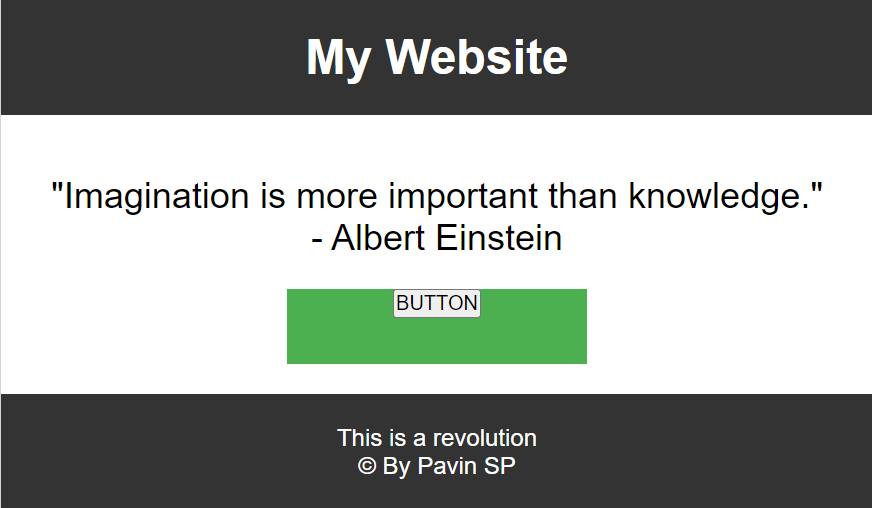 My Website
"Imagination is more important than knowledge."
- Albert Einstein
BUTTON
This is a revolution
© By Pavin SP